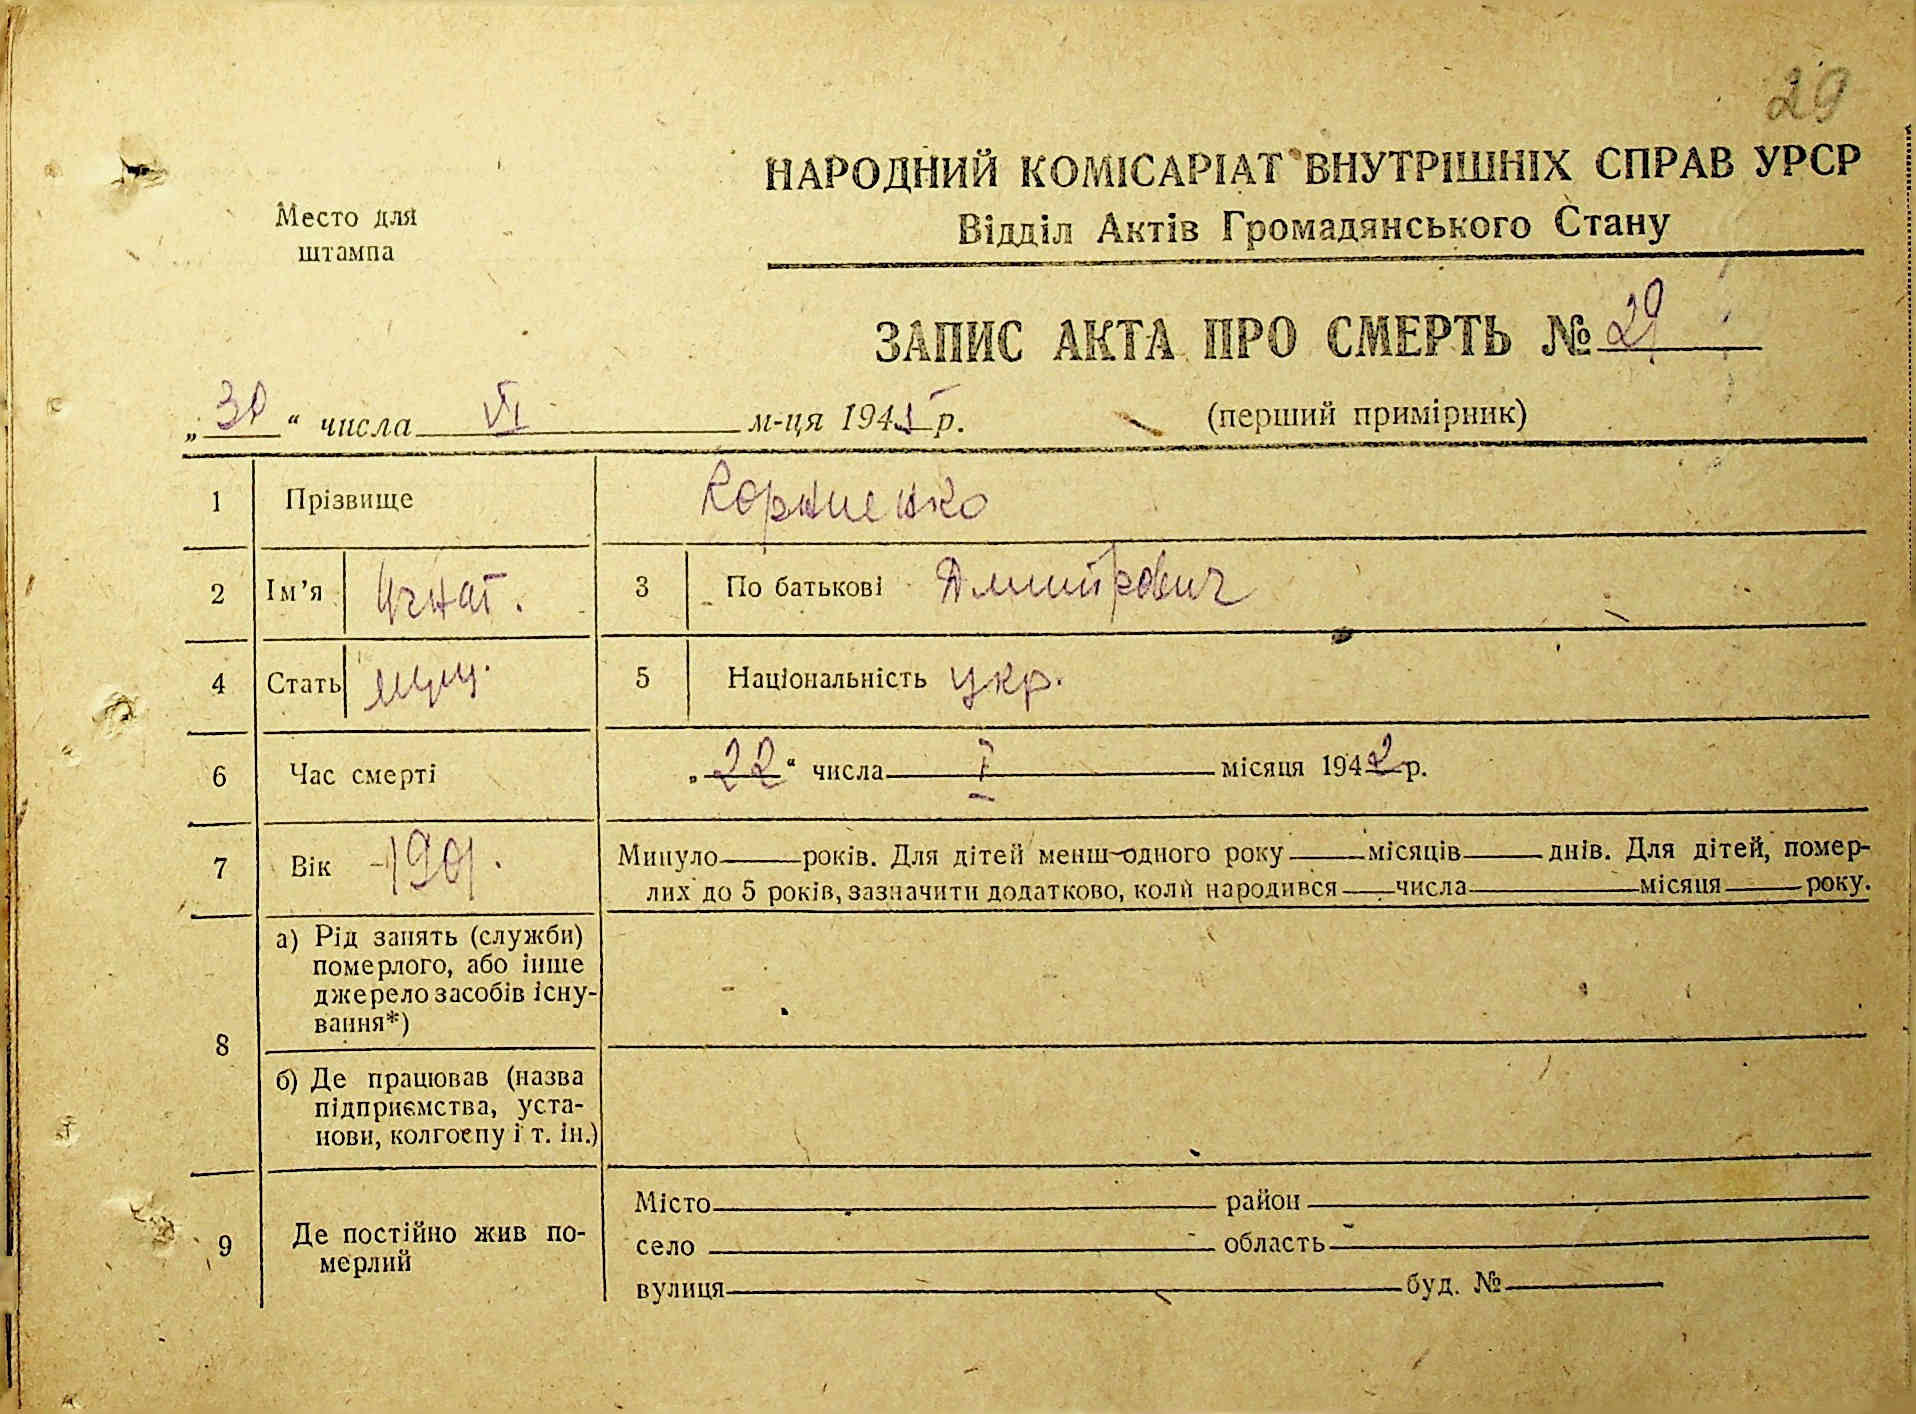 29
Место для
штампа
НАРОДНИЙ КОМІСАРІАТ ВНУТРІШНІХ СПРАВ УРСР
Відділ Актів Громадянського Стану
ЗАПИС АКТА ПРО СМЕРТЬ № 29
„30“ числа VI м-ця 1945 р.
(перший примірник)
1 Прізвище Корниенко
2 Ім’я Игнат. 3 По батькові Дмитрович
4 Стать муж. 5 Національність укр.
6 Час смерті „22“ числа I місяця 1942 р.
7 Вік 1901. Минуло років. Для дітей менш одного року місяців днів. Для дітей, помер-
лих до 5 років, зазначити додатково, коли народився числа місяця року.
8 а) Рід занять (служби)
померлого, або інше
джерело засобів існу-
вання*)
б) Де працював (назва
підприємства, уста-
нови, колгоспу і т. ін.)
9 Де постійно жив по-
мерлий
Місто район
село область
вулиця буд. №